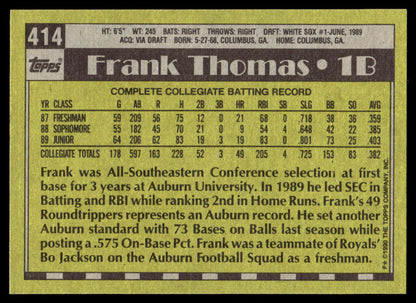 414
HT: 6'5" WT: 245 BATS: RIGHT THROWS: RIGHT DRFT: WHITE SOX #1-JUNE, 1989
ACQ: VIA DRAFT BORN: 5-27-68, COLUMBUS, GA. HOME: COLUMBUS, GA.
Topps
Frank Thomas • 1B
COMPLETE COLLEGIATE BATTING RECORD
YR CLASS G AB R H 2B 3B HR RBI SB SLG BB SO AVG
87 FRESHMAN 59 209 56 75 11 0 21 68 1 .718 38 38 .359
88 SOPHOMORE 55 182 45 70 21 0 9 54 4 .648 42 22 .385
89 JUNIOR 64 206 62 83 19 3 19 83 0 .801 73 25 .403
COLLEGIATE TOTALS 178 597 163 228 52 3 49 205 4 .725 153 83 .382
Frank was All-Southeastern Conference selection at first
base for 3 years at Auburn University. In 1989 he led SEC in
Batting and RBI while ranking 2nd in Home Runs. Frank's 49
Roundtrippers represents an Auburn record. He set another
Auburn standard with 73 Bases on Balls last season while
posting a .575 On-Base Pct. Frank was a teammate of Royals'
Bo Jackson on the Auburn Football Squad as a freshman.
© 1990 THE TOPPS COMPANY, INC.